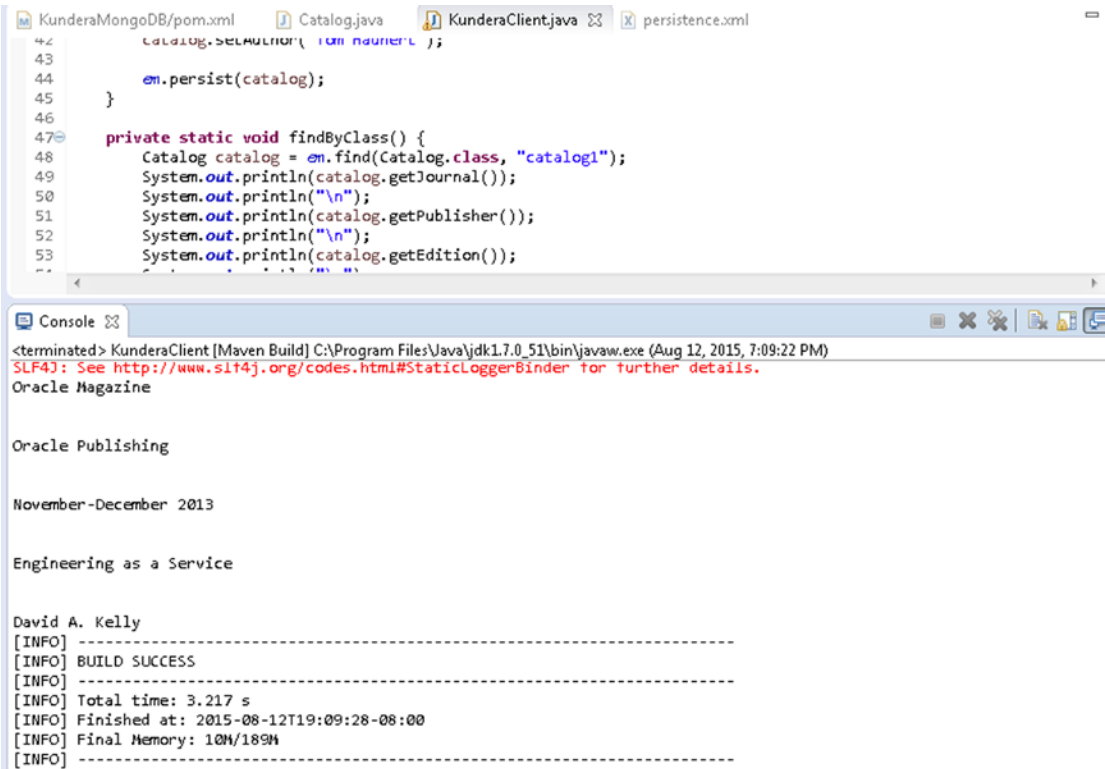 KunderaMongoDB/pom.xml Catalog.java KunderaClient.java persistence.xml
42 catalog.setAuthor("Tom Haunert");
43
44 em.persist(catalog);
45 }
46
47 private static void findByClass() {
48 Catalog catalog = em.find(Catalog.class, "catalog1");
49 System.out.println(catalog.getJournal());
50 System.out.println("\n");
51 System.out.println(catalog.getPublisher());
52 System.out.println("\n");
53 System.out.println(catalog.getEdition());
Console
<terminated> KunderaClient [Maven Build] C:\Program Files\Java\jdk1.7.0_51\bin\javaw.exe (Aug 12, 2015, 7:09:22 PM)
SLF4J: See http://www.slf4j.org/codes.html#StaticLoggerBinder for further details.
Oracle Magazine
Oracle Publishing
November-December 2013
Engineering as a Service
David A. Kelly
[INFO] ------------------------------------------------------------------------
[INFO] BUILD SUCCESS
[INFO] ------------------------------------------------------------------------
[INFO] Total time: 3.217 s
[INFO] Finished at: 2015-08-12T19:09:28-08:00
[INFO] Final Memory: 10M/189M
[INFO] ------------------------------------------------------------------------